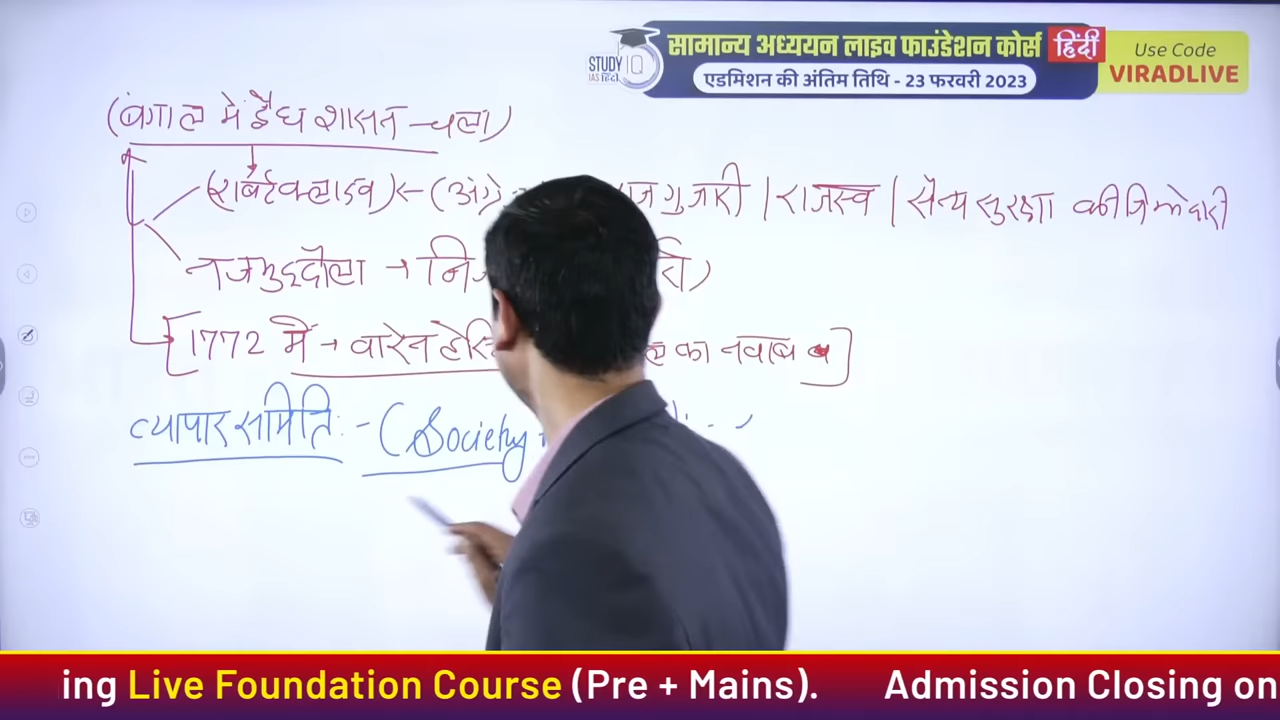 STUDY IQ
IAS हिंदी
सामान्य अध्ययन लाइव फाउंडेशन कोर्स हिंदी
एडमिशन की अंतिम तिथि - 23 फरवरी 2023
Use Code
VIRADLIVE
(बंगाल में द्वैध शासन - चला)
(राबर्ट क्लाइव) ← (अंग्रे गुजारी | राजस्व | सैन्य सुरक्षा की जिम्मेदारी
नजमुद्दौला → नि
[1772 में → वारेन हेस्टि का नवाब
व्यापार समिति :- (Society
ing Live Foundation Course (Pre + Mains). Admission Closing on